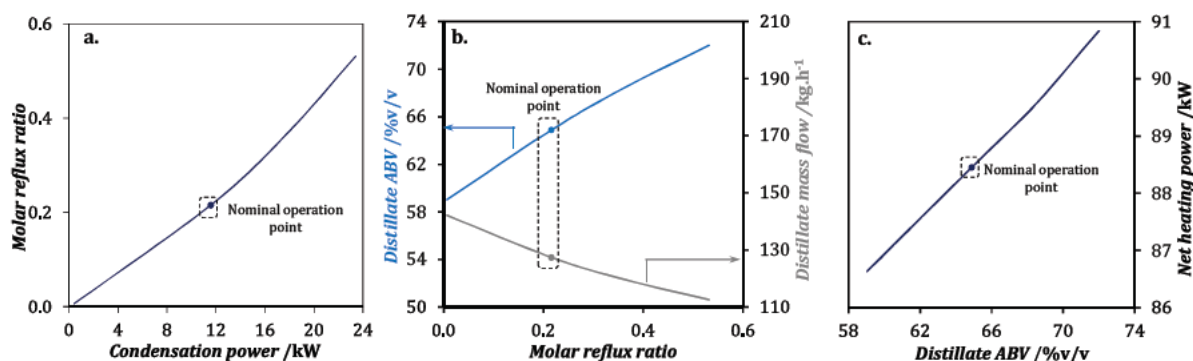 a.
Molar reflux ratio
0.6
0.4
0.2
0.0
Nominal operation
point
0 4 8 12 16 20 24
Condensation power /kW
b.
Distillate ABV /%v/v
74
70
66
62
58
54
50
Nominal operation
point
210
190
170
150
130
110
Distillate mass flow /kg.h-1
0.0 0.2 0.4 0.6
Molar reflux ratio
c.
Nominal operation
point
91
90
89
88
87
86
Net heating power/kW
58 62 66 70 74
Distillate ABV/%v/v